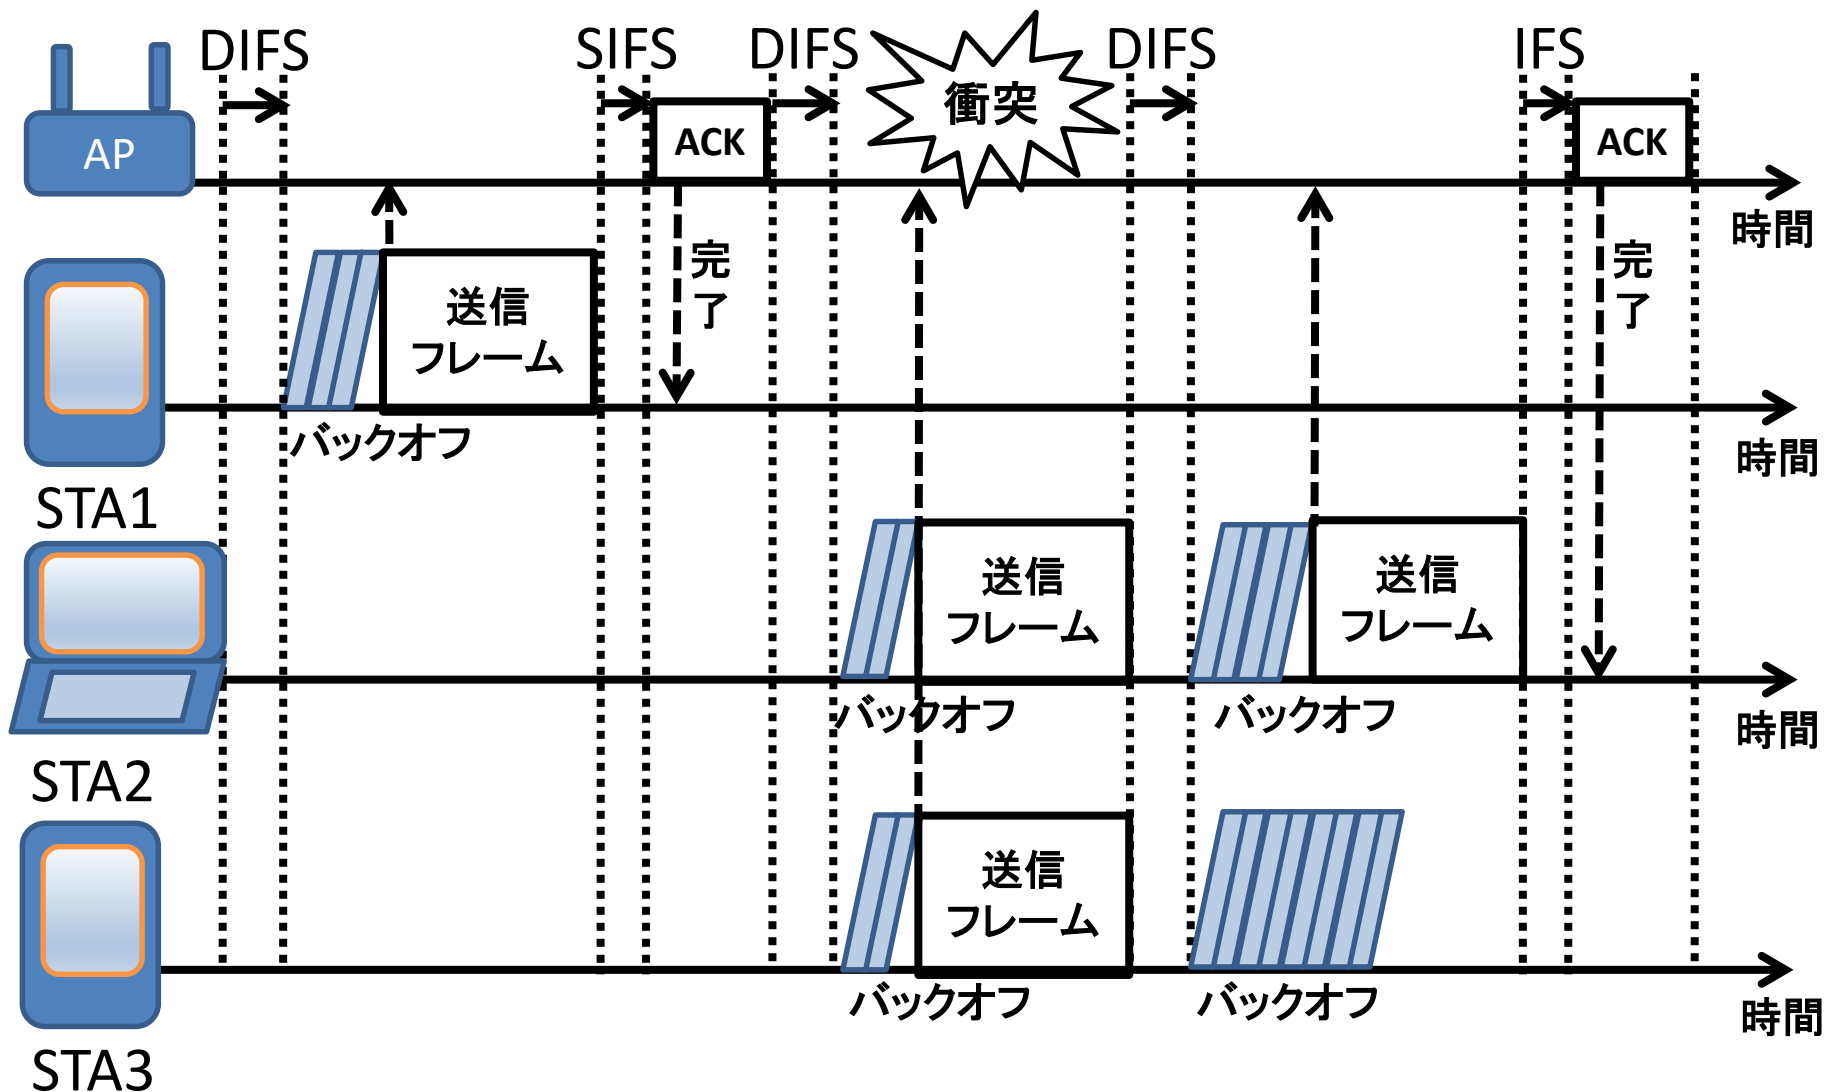 DIFS
SIFS
DIFS
衝突
DIFS
IFS
AP
ACK
ACK
時間
完了
完了
送信
フレーム
バックオフ
時間
STA1
送信
フレーム
送信
フレーム
バックオフ
バックオフ
時間
STA2
送信
フレーム
バックオフ
バックオフ
時間
STA3